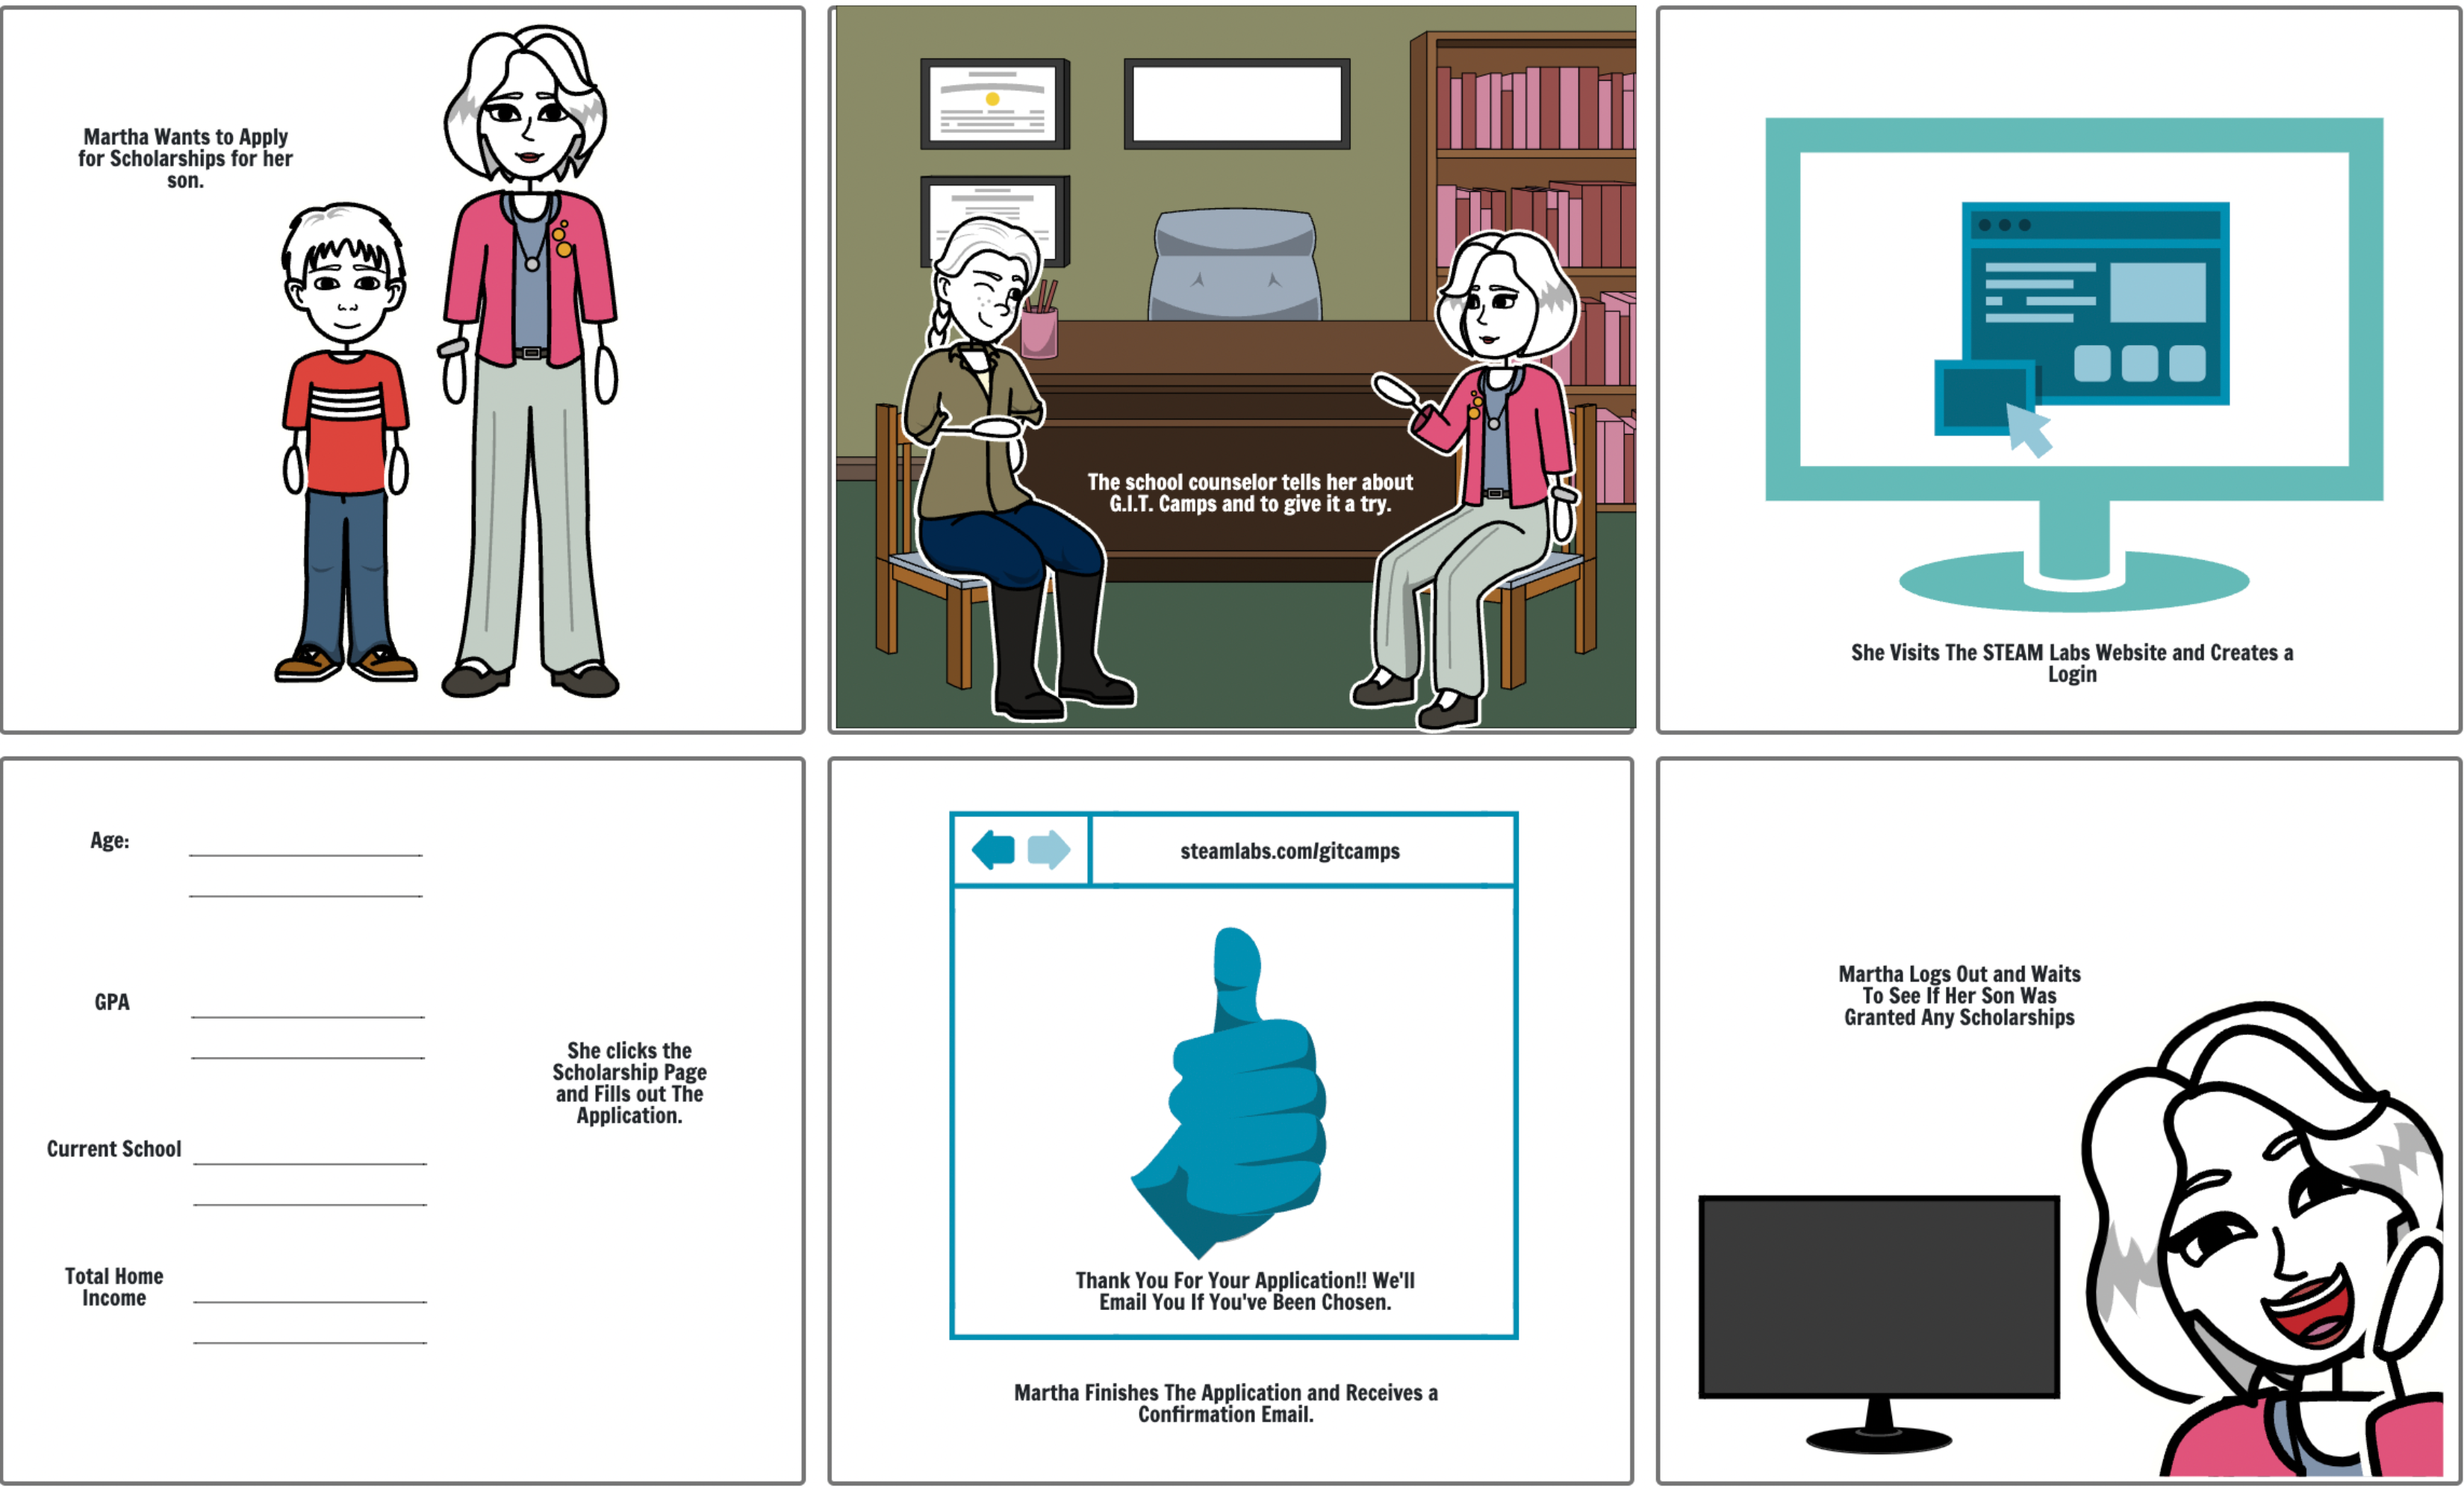 Martha Wants to Apply
for Scholarships for her
son.
The school counselor tells her about
G.I.T. Camps and to give it a try.
She Visits The STEAM Labs Website and Creates a
Login
Age:
GPA
Current School
Total Home
Income
She clicks the
Scholarship Page
and Fills out The
Application.
steamlabs.com/gitcamps
Thank You For Your Application!! We'll
Email You If You've Been Chosen.
Martha Finishes The Application and Receives a
Confirmation Email.
Martha Logs Out and Waits
To See If Her Son Was
Granted Any Scholarships